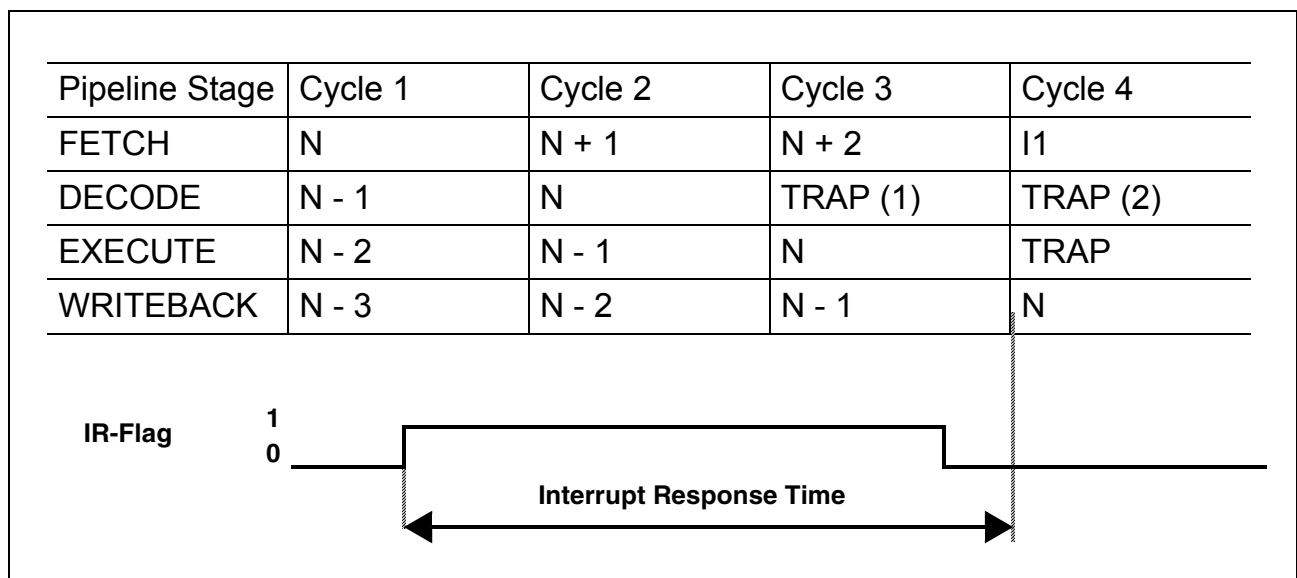 Pipeline Stage Cycle 1 Cycle 2 Cycle 3 Cycle 4
FETCH N N + 1 N + 2 I1
DECODE N - 1 N TRAP (1) TRAP (2)
EXECUTE N - 2 N - 1 N TRAP
WRITEBACK N - 3 N - 2 N - 1 N
IR-Flag 1
0
Interrupt Response Time